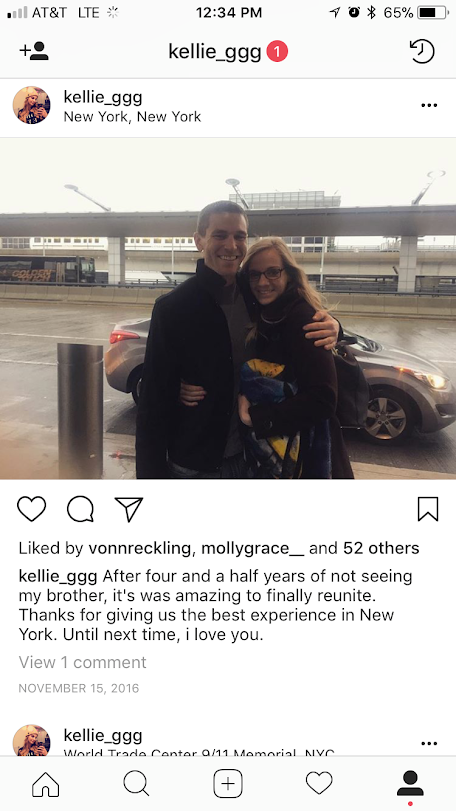 AT&T LTE 12:34 PM 65%
kellie_ggg 1
kellie_ggg
New York, New York
Liked by vonnreckling, mollygrace__ and 52 others
kellie_ggg After four and a half years of not seeing
my brother, it's was amazing to finally reunite.
Thanks for giving us the best experience in New
York. Until next time, i love you.
View 1 comment
NOVEMBER 15, 2016
kellie_ggg
World Trade Center 9/11 Memorial, NYC